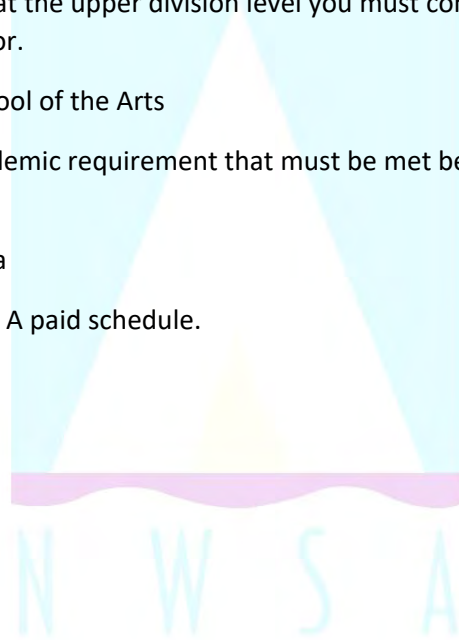 at the upper division level you must con
or.
ool of the Arts
demic requirement that must be met be
a
A paid schedule.
N W S A